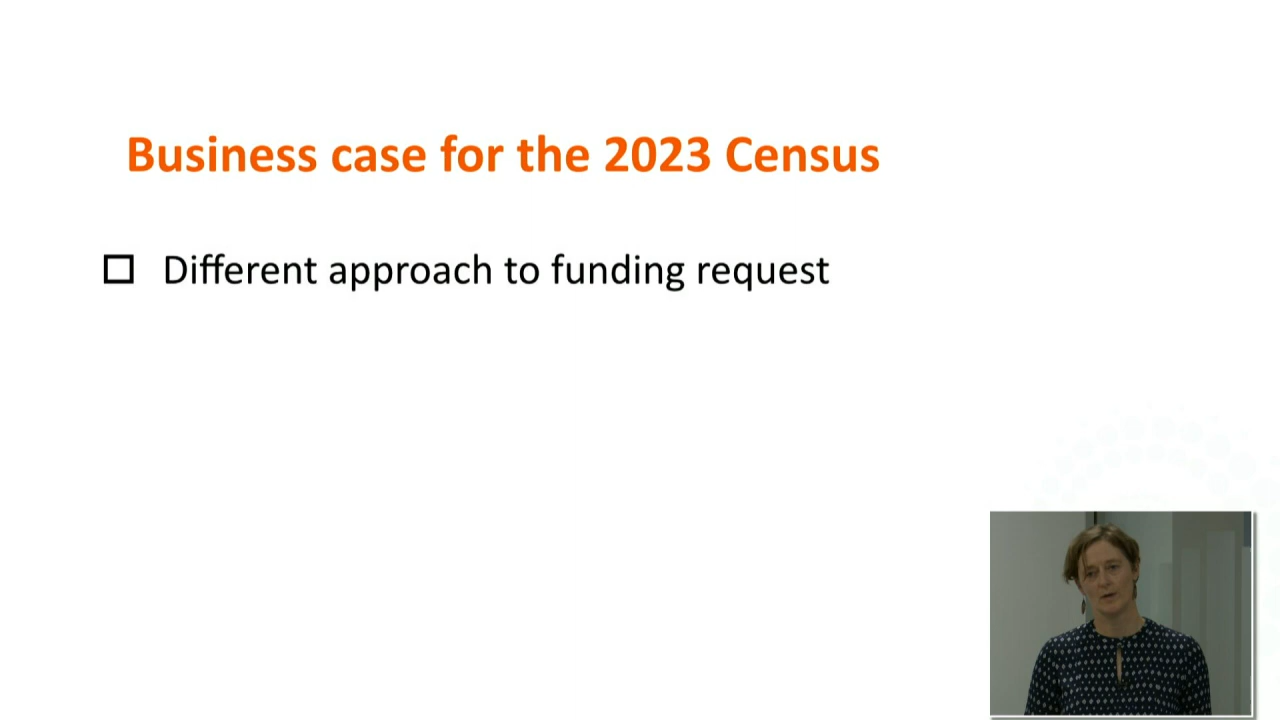 Business case for the 2023 Census
Different approach to funding request